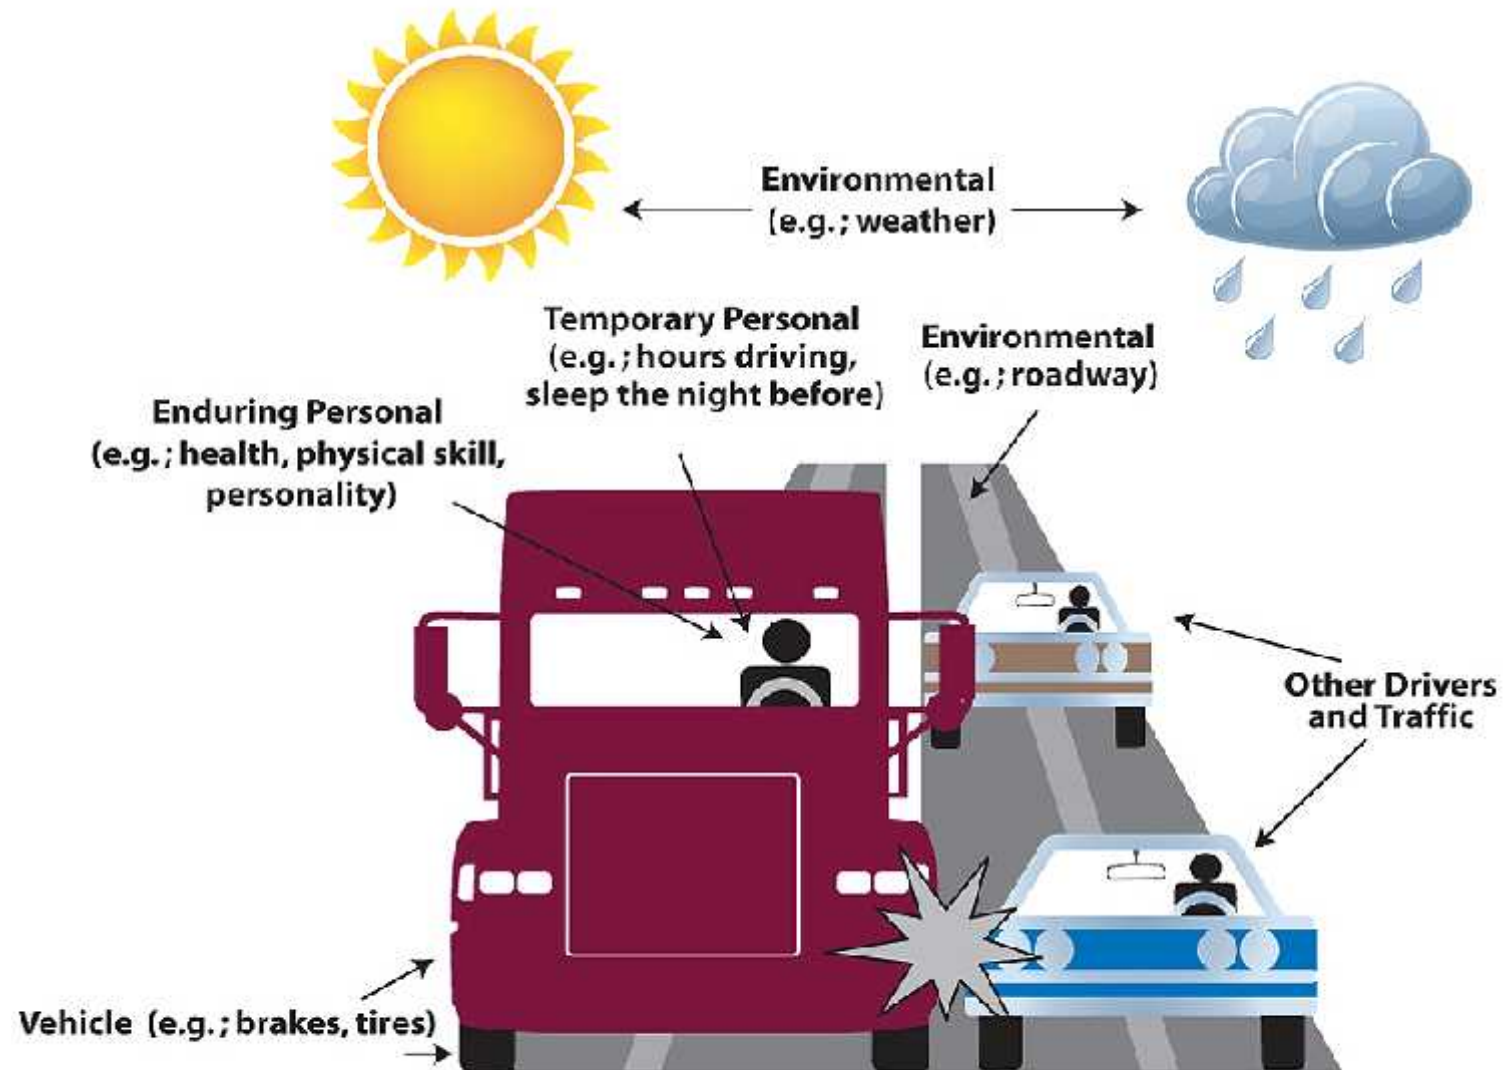 Environmental
(e.g.; weather)
Temporary Personal
(e.g.; hours driving,
sleep the night before)
Environmental
(e.g.; roadway)
Enduring Personal
(e.g.; health, physical skill,
personality)
Other Drivers
and Traffic
Vehicle (e.g.; brakes, tires)